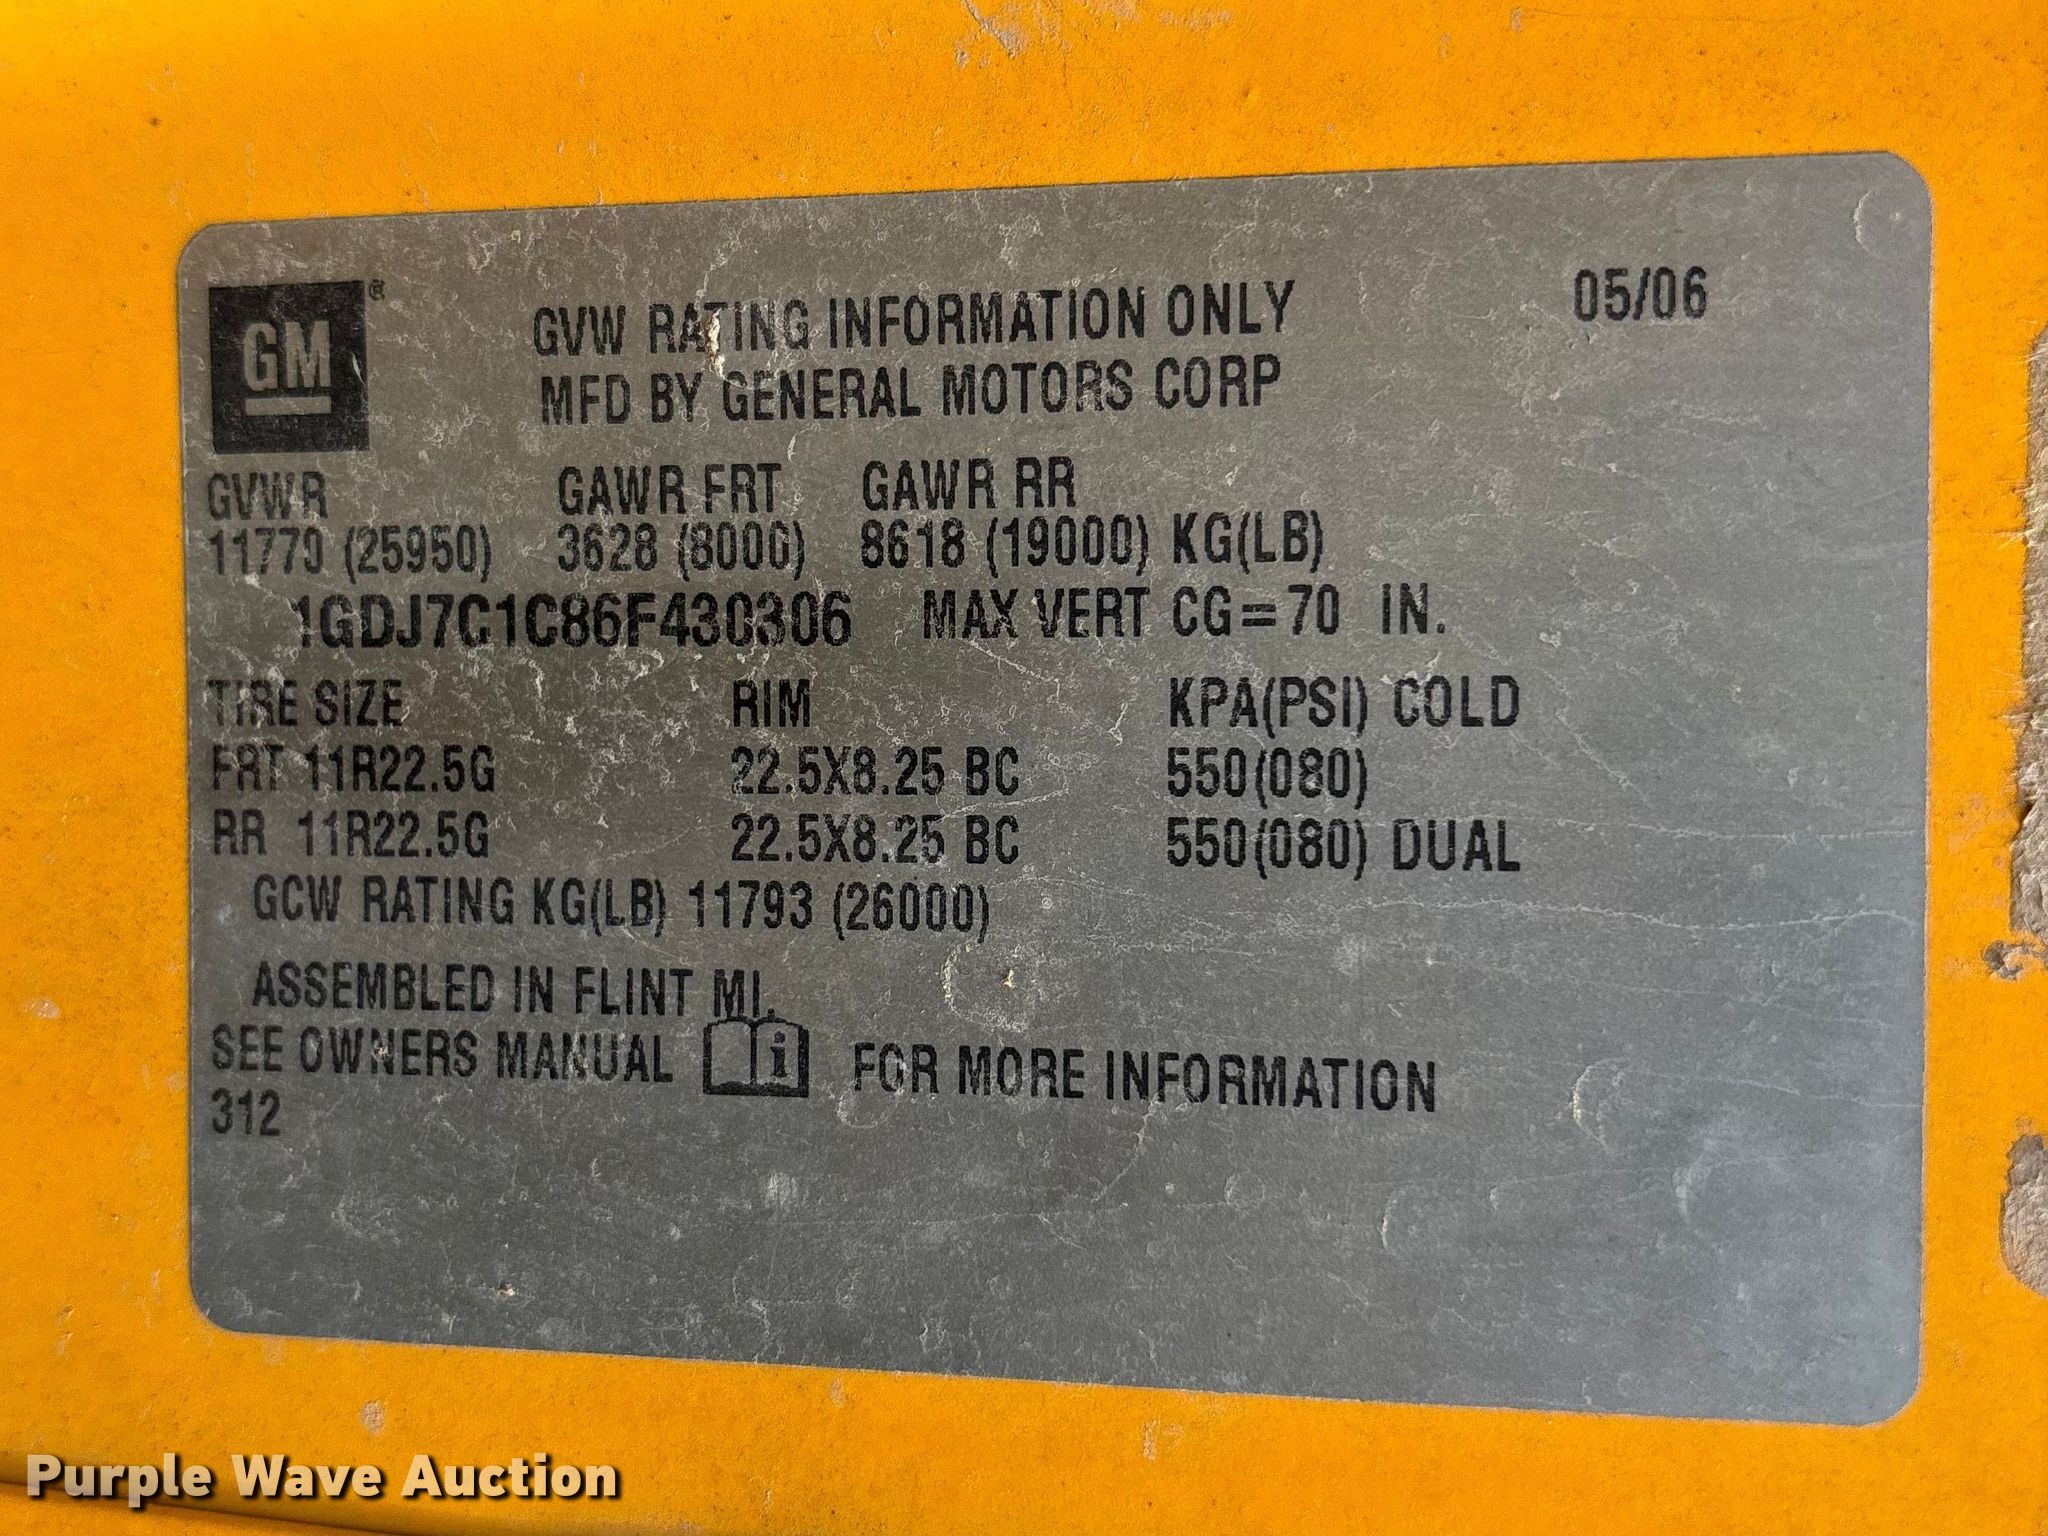 GM®
GVW RATING INFORMATION ONLY 05/06
MFD BY GENERAL MOTORS CORP
GVWR GAWR FRT GAWR RR
11770 (25950) 3628 (8000) 8618 (19000) KG(LB)
1GDJ7C1C86F430306 MAX VERT CG=70 IN.
TIRE SIZE RIM KPA(PSI) COLD
FRT 11R22.5G 22.5X8.25 BC 550(080)
RR 11R22.5G 22.5X8.25 BC 550(080) DUAL
GCW RATING KG(LB) 11793 (26000)
ASSEMBLED IN FLINT MI.
SEE OWNERS MANUAL i FOR MORE INFORMATION
312
Purple Wave Auction